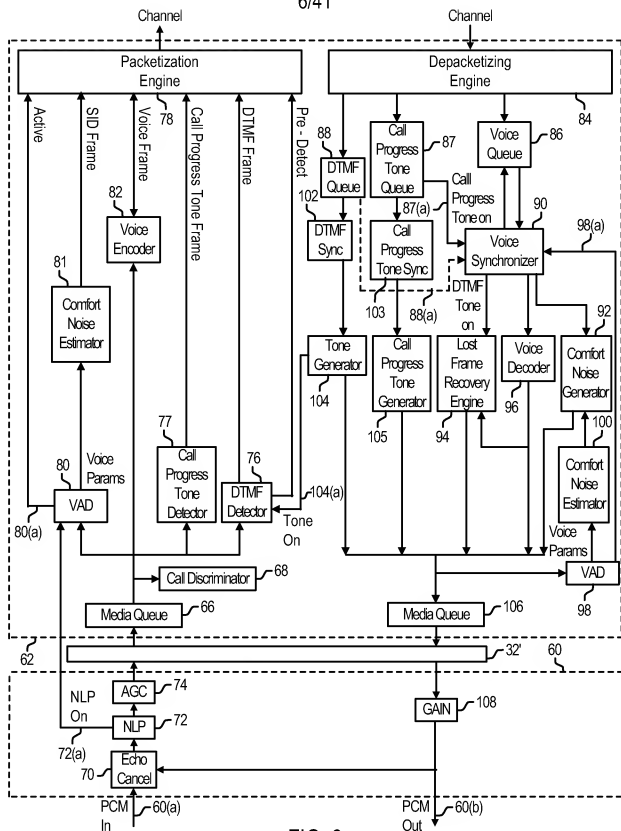 6/41
Channel
Channel
Packetization
Engine
78
Depacketizing
Engine
84
Active
SID Frame
Voice Frame
Call Progress Tone Frame
DTMF Frame
Pre - Detect
88
DTMF
Queue
Call
Progress
Tone
Queue
87
Voice
Queue
86
82
Voice
Encoder
102
DTMF
Sync
87(a)
Call
Progress
Tone on
90
Call
Progress
Tone Sync
103
Voice
Synchronizer
98(a)
81
Comfort
Noise
Estimator
88(a)
DTMF
Tone
on
92
Tone
Generator
104
Call
Progress
Tone
Generator
105
Lost
Frame
Recovery
Engine
94
Voice
Decoder
96
Comfort
Noise
Generator
100
77
Call
Progress
Tone
Detector
76
DTMF
Detector
104(a)
Tone
On
80
Voice
Params
VAD
80(a)
Comfort
Noise
Estimator
Voice
Params
VAD
98
Call Discriminator
68
Media Queue
66
Media Queue
106
62
32'
60
NLP
On
72(a)
AGC
74
NLP
72
70
Echo
Cancel
GAIN
108
PCM
In
60(a)
PCM
Out
60(b)